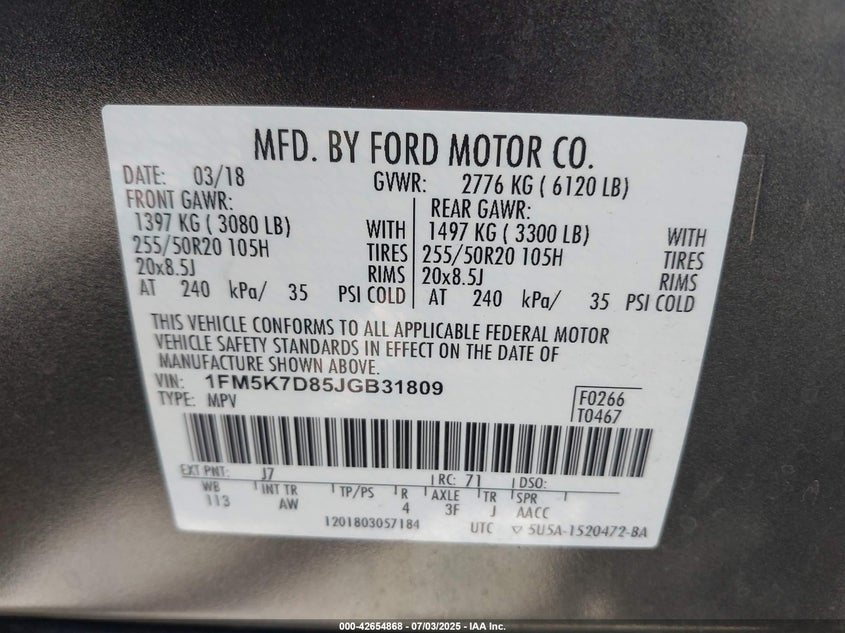 MFD. BY FORD MOTOR CO.
DATE: 03/18 GVWR: 2776 KG ( 6120 LB)
FRONT GAWR: REAR GAWR:
1397 KG ( 3080 LB) WITH 1497 KG ( 3300 LB) WITH
255/50R20 105H TIRES 255/50R20 105H TIRES
20x8.5J RIMS 20x8.5J RIMS
AT 240 kPa/ 35 PSI COLD AT 240 kPa/ 35 PSI COLD
THIS VEHICLE CONFORMS TO ALL APPLICABLE FEDERAL MOTOR
VEHICLE SAFETY STANDARDS IN EFFECT ON THE DATE OF
MANUFACTURE SHOWN ABOVE.
VIN: 1FM5K7D85JGB31809
TYPE: MPV
F0266
T0467
EXT PNT: J7 RC: 71 DSO:
WB INT TR TP/PS R AXLE TR SPR
113 AW 4 3F J AACC
1201803057184 UTC ▽ 5U5A-1520472-BA
000-42654868 - 07/03/2025 - IAA Inc.